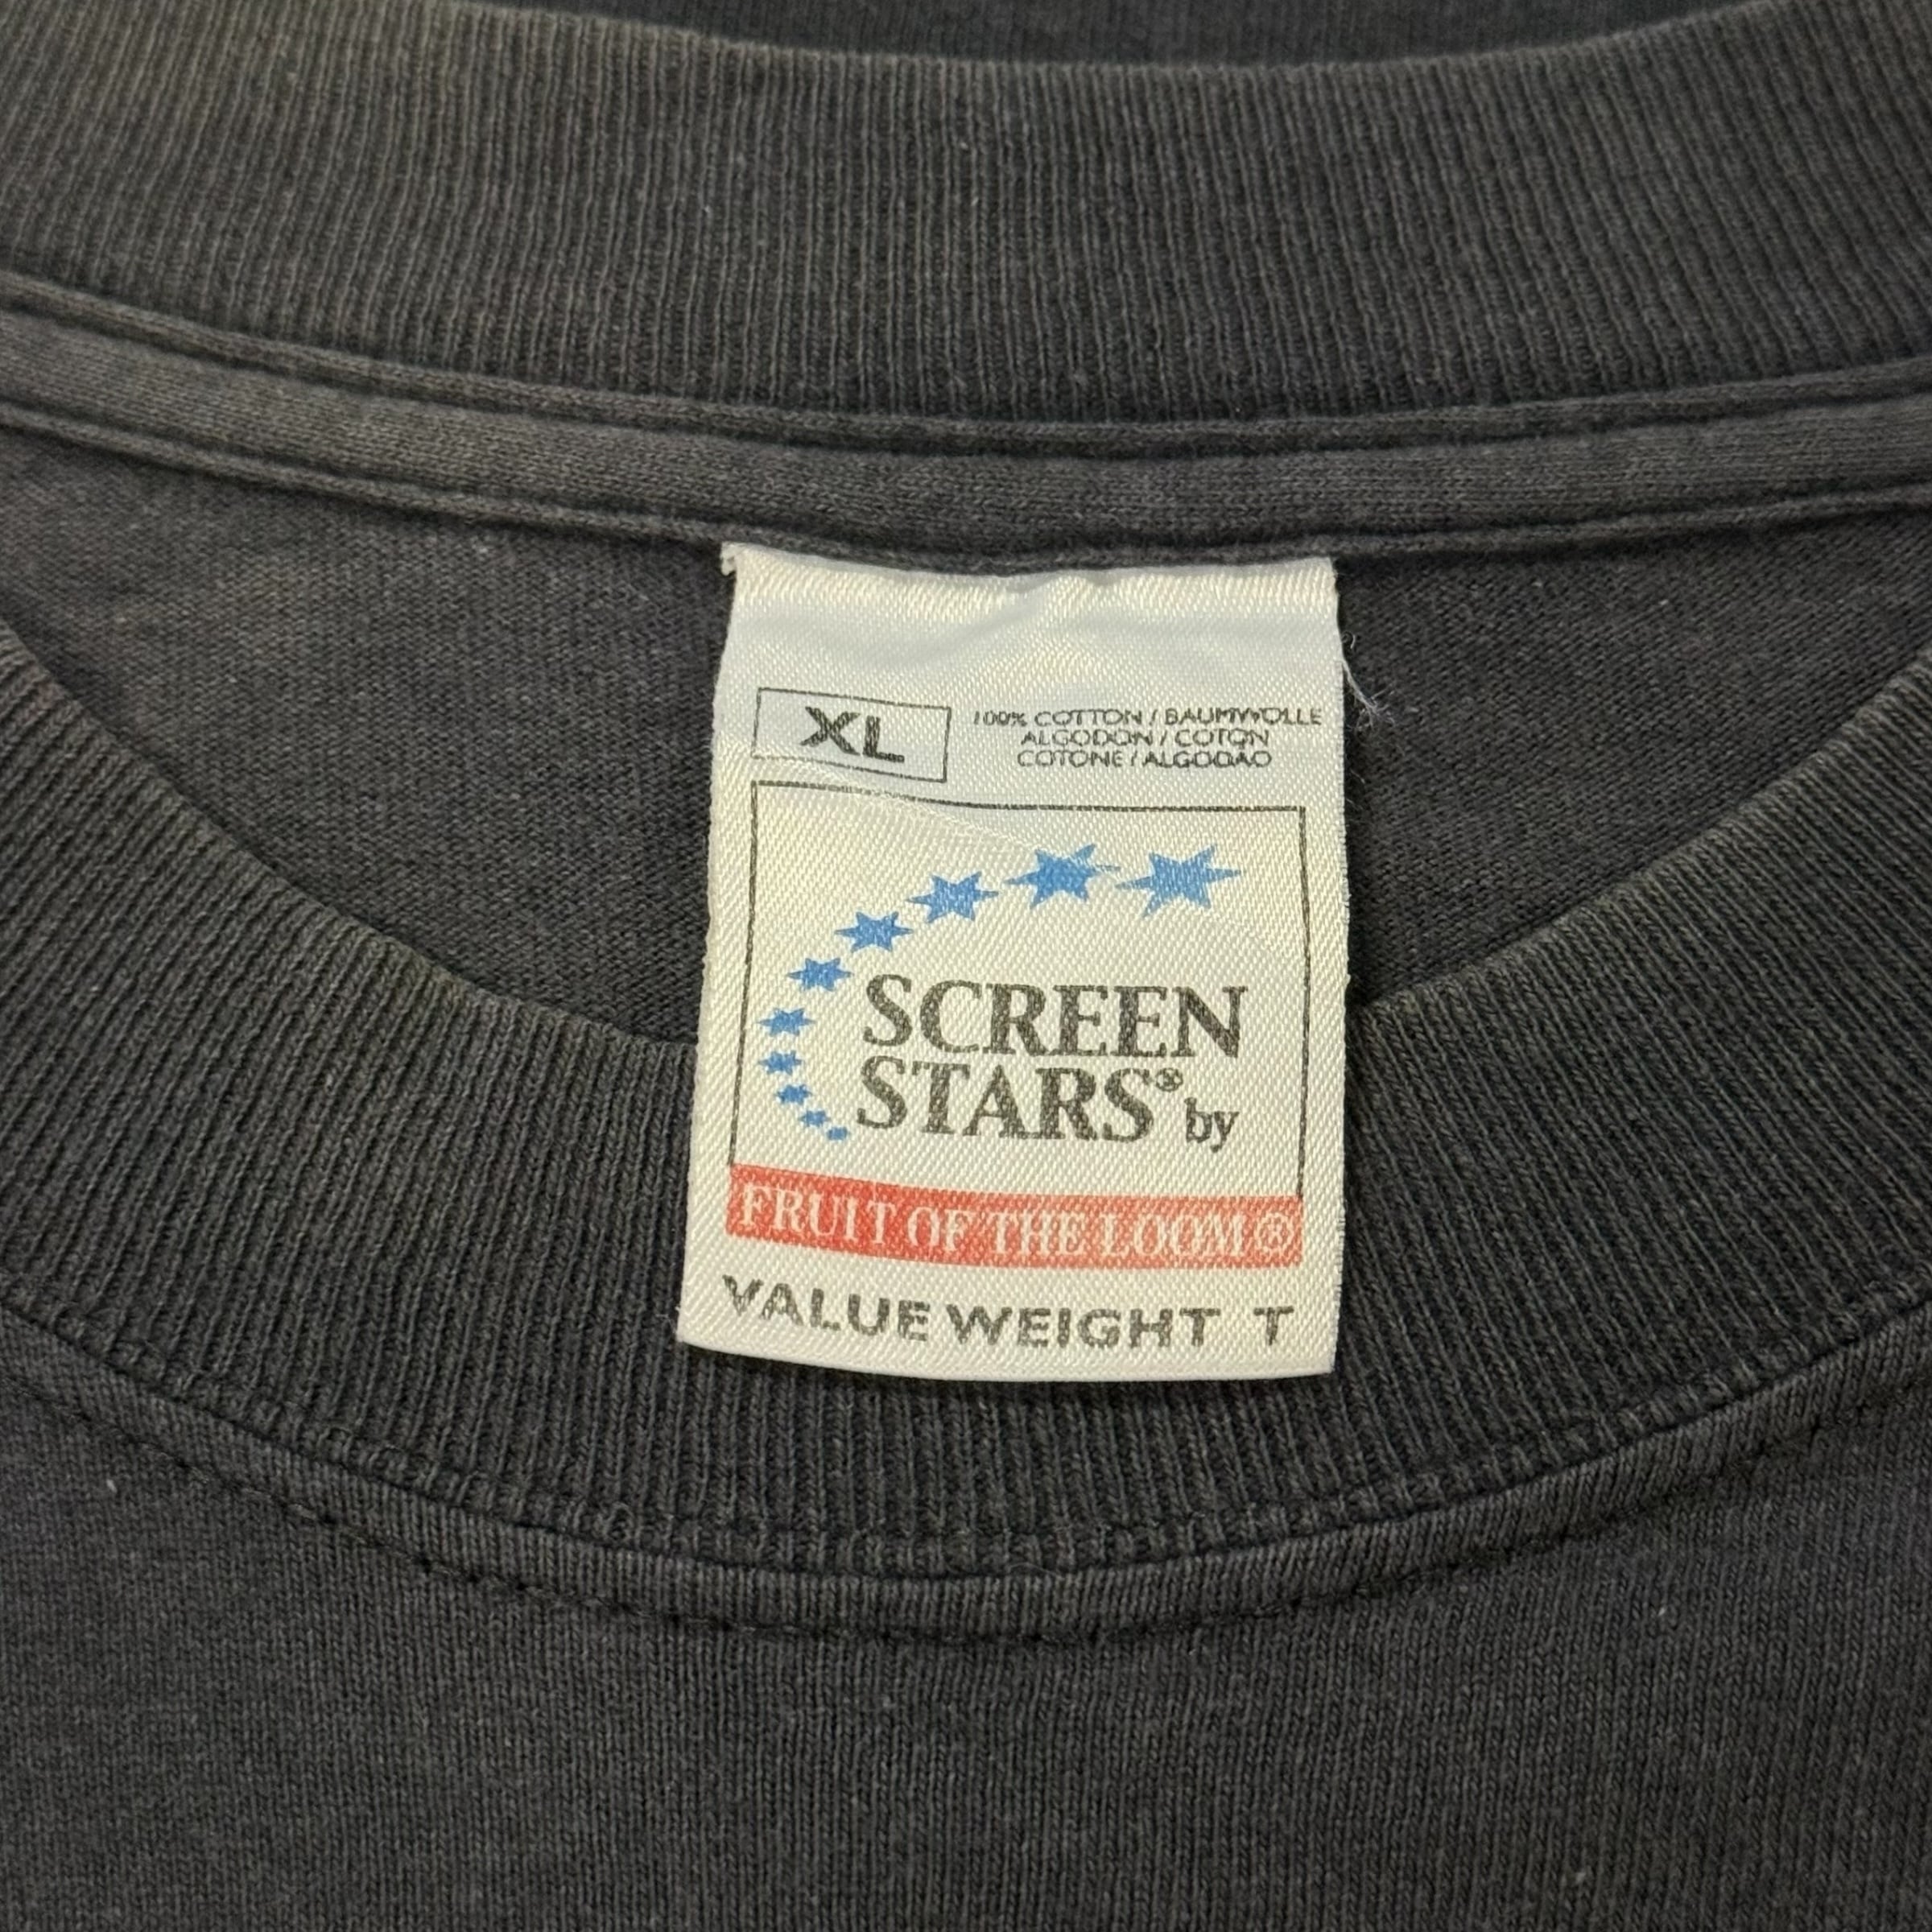 XL
100% COTTON / BAUMWOLLE
ALGODON / COTON
COTONE / ALGODAO
SCREEN
STARS® by
FRUIT OF THE LOOM®
VALUE WEIGHT T